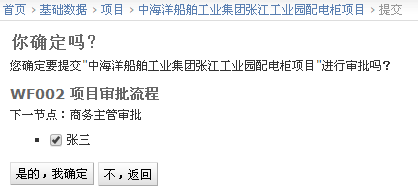 首页 › 基础数据 › 项目 › 中海洋船舶工业集团张江工业园配电柜项目 › 提交
你确定吗？
您确定要提交"中海洋船舶工业集团张江工业园配电柜项目"进行审批吗？
WF002 项目审批流程
下一节点：商务主管审批
张三
是的，我确定 不，返回